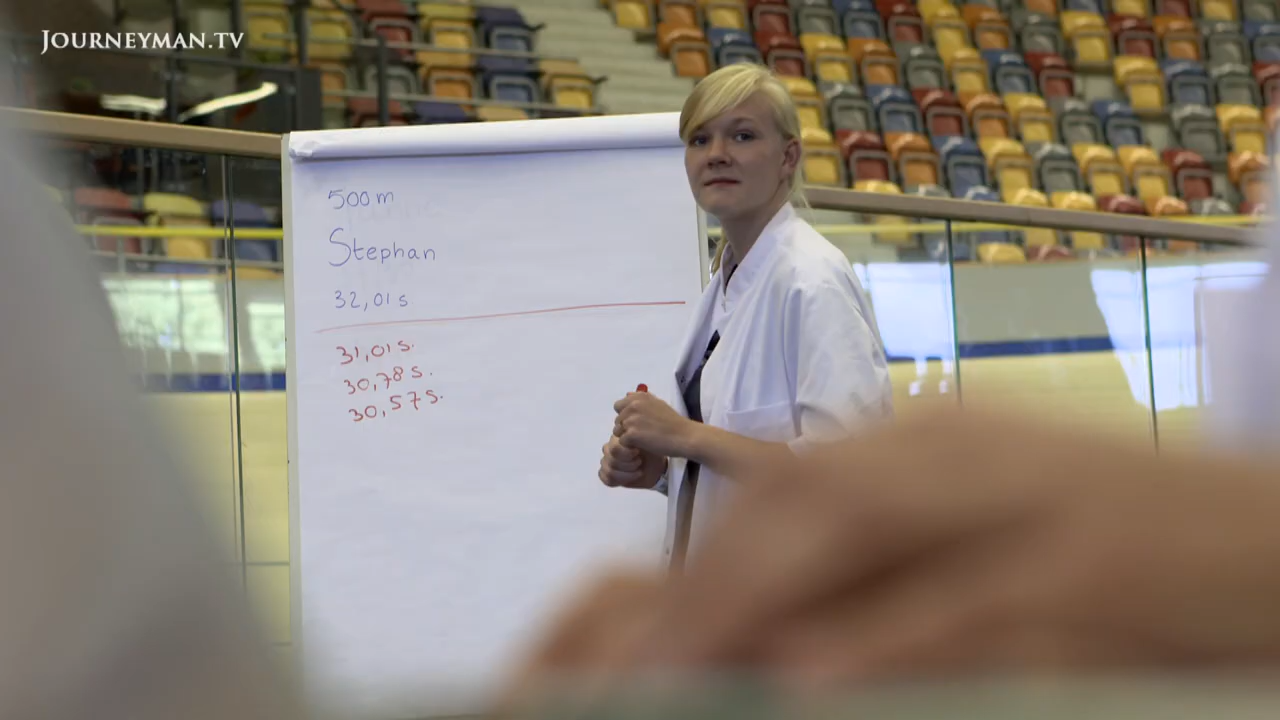 JOURNEYMAN.TV
500 m
Stephan
32,01 s
31,01 s.
30,78 s.
30,57 s.